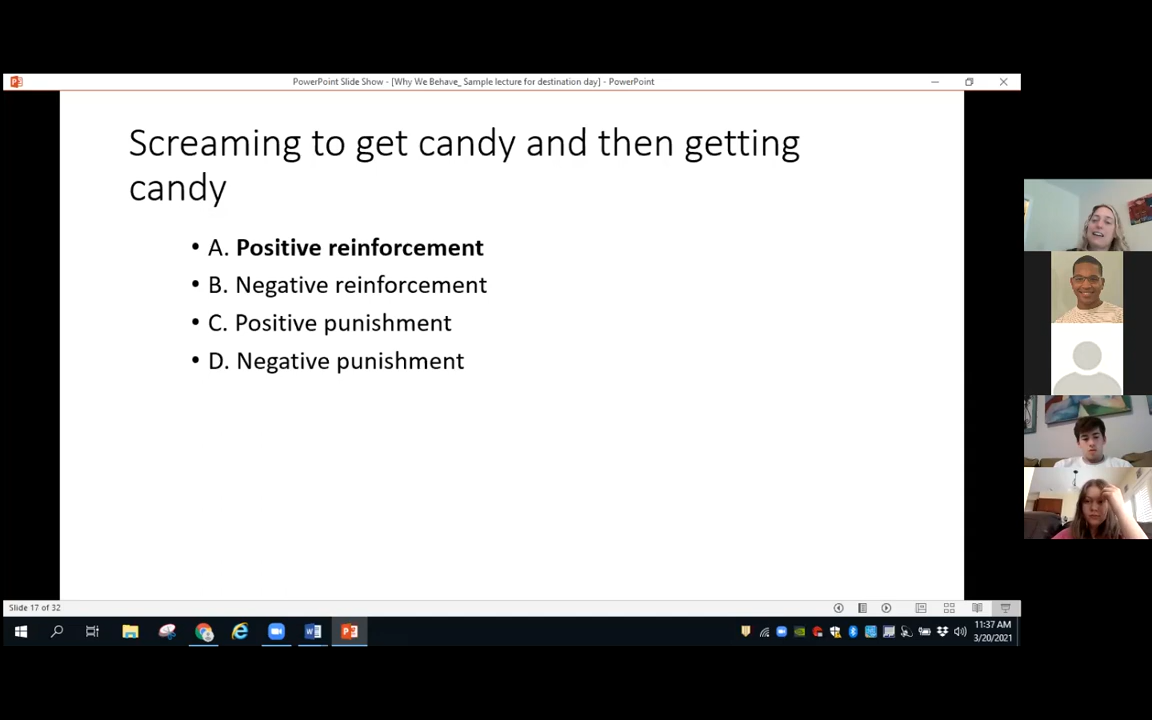 PowerPoint Slide Show - [Why We Behave_ Sample lecture for destination day] - PowerPoint
Screaming to get candy and then getting
candy
• A. Positive reinforcement
• B. Negative reinforcement
• C. Positive punishment
• D. Negative punishment
Slide 17 of 32
11:37 AM
3/20/2021